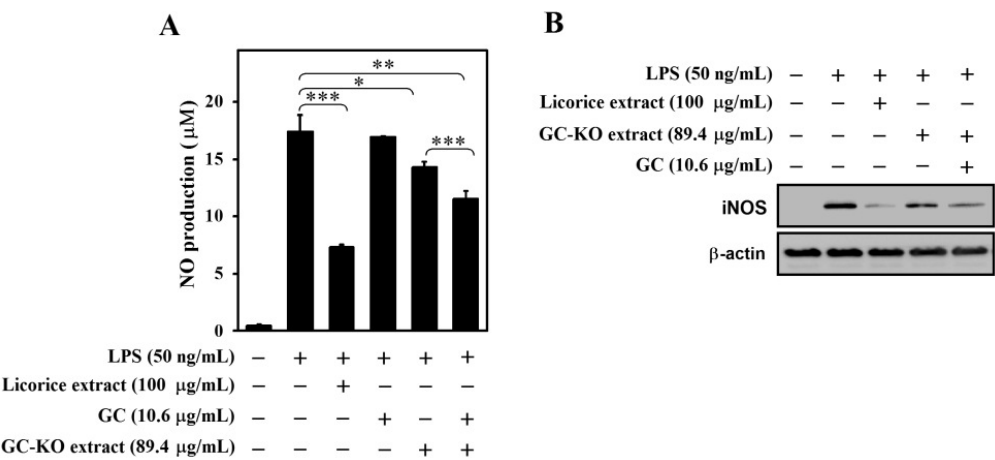 A
NO production ( μM)
20
15
10
5
0
***
*
**
***
LPS (50 ng/mL) – + + + + +
Licorice extract (100 μg/mL) – – + – – –
GC (10.6 μg/mL) – – – + – +
GC-KO extract (89.4 μg/mL) – – – – + +
B
LPS (50 ng/mL) – + + + +
Licorice extract (100 μg/mL) – – + – –
GC-KO extract (89.4 μg/mL) – – – + +
GC (10.6 μg/mL) – – – – +
iNOS
β-actin